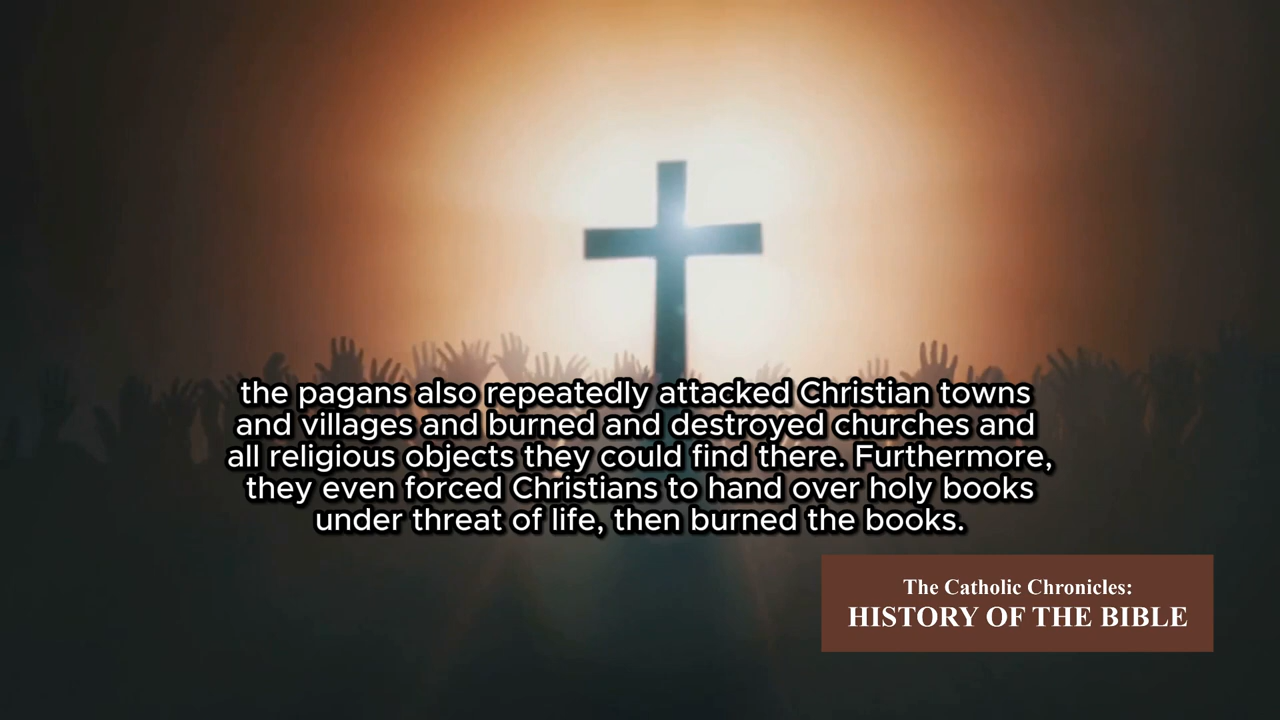 the pagans also repeatedly attacked Christian towns
and villages and burned and destroyed churches and
all religious objects they could find there. Furthermore,
they even forced Christians to hand over holy books
under threat of life, then burned the books.
The Catholic Chronicles:
HISTORY OF THE BIBLE